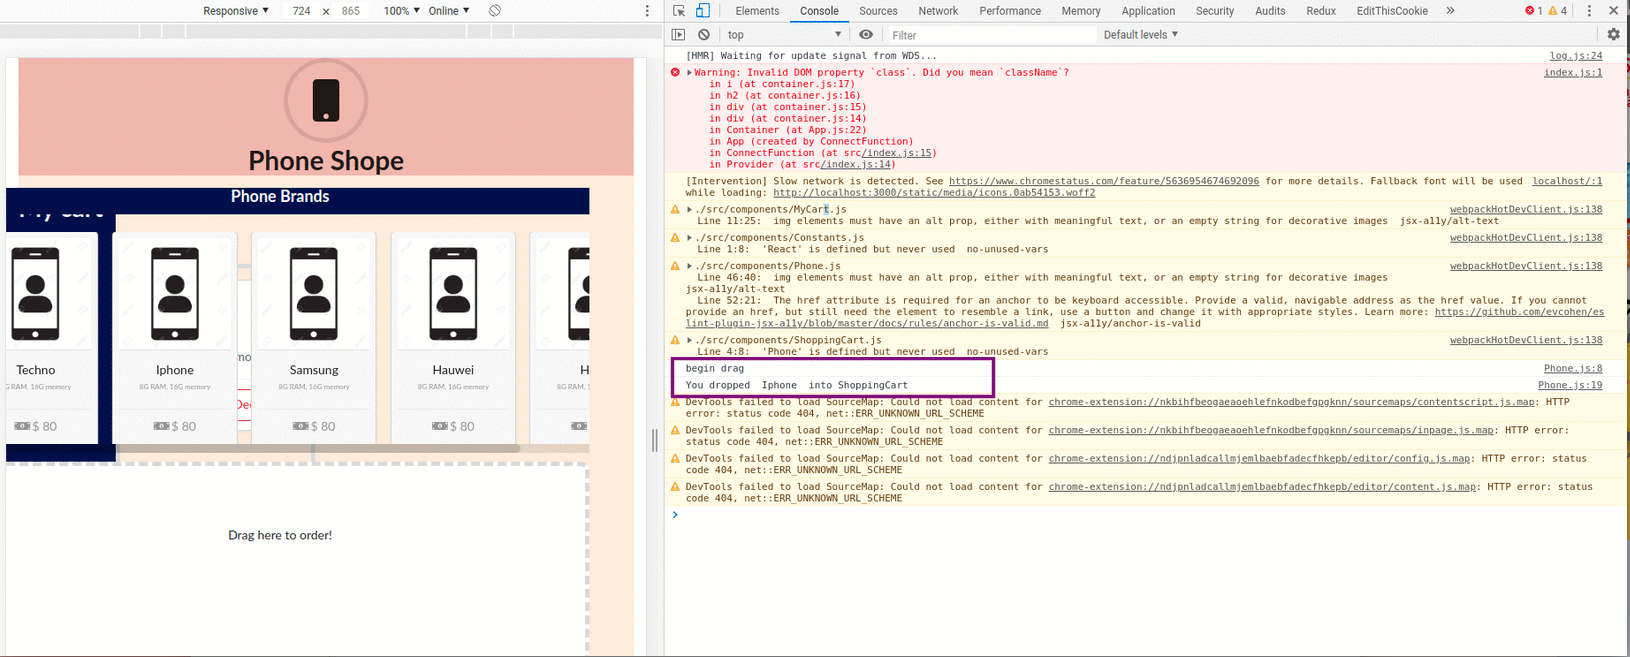 Responsive ▼ 724 × 865 100% ▼ Online ▼
Phone Shope
Phone Brands
My Cart
Techno
Iphone
Samsung
Hauwei
H
G RAM, 16G memory
8G RAM, 16G memory
8G RAM, 16G memory
8G RAM, 16G memory
mo
Dec
$ 80
$ 80
$ 80
$ 80
Drag here to order!
Elements Console Sources Network Performance Memory Application Security Audits Redux EditThisCookie » 1 4
top ▼ Filter Default levels ▼
[HMR] Waiting for update signal from WDS... log.js:24
Warning: Invalid DOM property `class`. Did you mean `className`? index.js:1
in i (at container.js:17)
in h2 (at container.js:16)
in div (at container.js:15)
in div (at container.js:14)
in Container (at App.js:22)
in App (created by ConnectFunction)
in ConnectFunction (at src/index.js:15)
in Provider (at src/index.js:14)
[Intervention] Slow network is detected. See https://www.chromestatus.com/feature/5636954674692096 for more details. Fallback font will be used localhost/:1
while loading: http://localhost:3000/static/media/icons.0ab54153.woff2
./src/components/MyCart.js webpackHotDevClient.js:138
Line 11:25: img elements must have an alt prop, either with meaningful text, or an empty string for decorative images jsx-a11y/alt-text
./src/components/Constants.js webpackHotDevClient.js:138
Line 1:8: 'React' is defined but never used no-unused-vars
./src/components/Phone.js webpackHotDevClient.js:138
Line 46:40: img elements must have an alt prop, either with meaningful text, or an empty string for decorative images
jsx-a11y/alt-text
Line 52:21: The href attribute is required for an anchor to be keyboard accessible. Provide a valid, navigable address as the href value. If you cannot
provide an href, but still need the element to resemble a link, use a button and change it with appropriate styles. Learn more: https://github.com/evcohen/es
lint-plugin-jsx-a11y/blob/master/docs/rules/anchor-is-valid.md jsx-a11y/anchor-is-valid
./src/components/ShoppingCart.js webpackHotDevClient.js:138
Line 4:8: 'Phone' is defined but never used no-unused-vars
begin drag Phone.js:8
You dropped Iphone into ShoppingCart Phone.js:19
DevTools failed to load SourceMap: Could not load content for chrome-extension://nkbihfbeogaeaoehlefnkodbefgpgknn/sourcemaps/contentscript.js.map: HTTP
error: status code 404, net::ERR_UNKNOWN_URL_SCHEME
DevTools failed to load SourceMap: Could not load content for chrome-extension://nkbihfbeogaeaoehlefnkodbefgpgknn/sourcemaps/inpage.js.map: HTTP error:
status code 404, net::ERR_UNKNOWN_URL_SCHEME
DevTools failed to load SourceMap: Could not load content for chrome-extension://ndjpnladcallmjemlbaebfadecfhkepb/editor/config.js.map: HTTP error: status
code 404, net::ERR_UNKNOWN_URL_SCHEME
DevTools failed to load SourceMap: Could not load content for chrome-extension://ndjpnladcallmjemlbaebfadecfhkepb/editor/content.js.map: HTTP error: status
code 404, net::ERR_UNKNOWN_URL_SCHEME